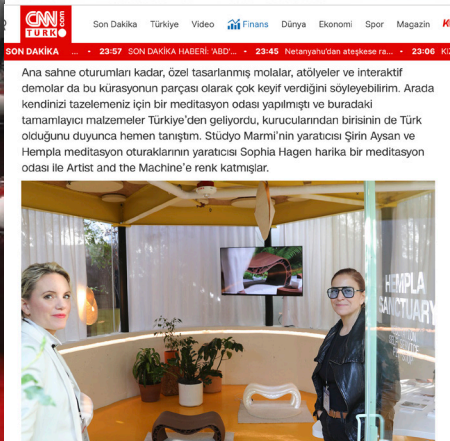 CNN
TURK
.com
Son Dakika Türkiye Video Finans Dünya Ekonomi Spor Magazin
SON DAKİKA • 23:57 SON DAKİKA HABERİ: 'ABD'... • 23:45 Netanyahu'dan ateşkese ra... • 23:06
Ana sahne oturumları kadar, özel tasarlanmış molalar, atölyeler ve interaktif
demolar da bu kürasyonun parçası olarak çok keyif verdiğini söyleyebilirim. Arada
kendinizi tazelemeniz için bir meditasyon odası yapılmıştı ve buradaki
tamamlayıcı malzemeler Türkiye'den geliyordu, kurucularından birisinin de Türk
olduğunu duyunca hemen tanıştım. Stüdyo Marmi'nin yaratıcısı Şirin Aysan ve
Hempla meditasyon oturaklarının yaratıcısı Sophia Hagen harika bir meditasyon
odası ile Artist and the Machine'e renk katmışlar.
HEMPLA
SANCTUARY